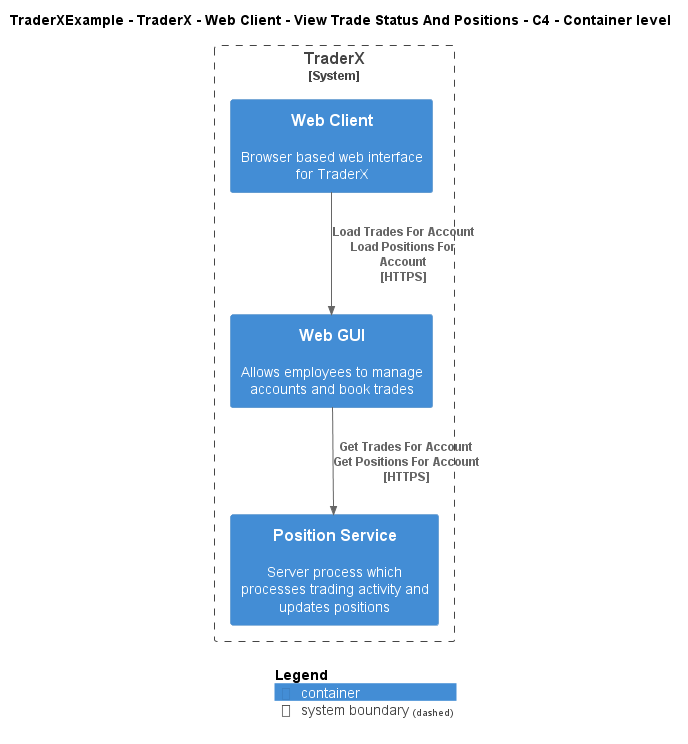 TraderXExample - TraderX - Web Client - View Trade Status And Positions - C4 - Container level
TraderX
[System]
Web Client
Browser based web interface
for TraderX
Load Trades For Account
Load Positions For
Account
[HTTPS]
Web GUI
Allows employees to manage
accounts and book trades
Get Trades For Account
Get Positions For Account
[HTTPS]
Position Service
Server process which
processes trading activity and
updates positions
Legend
container
system boundary (dashed)